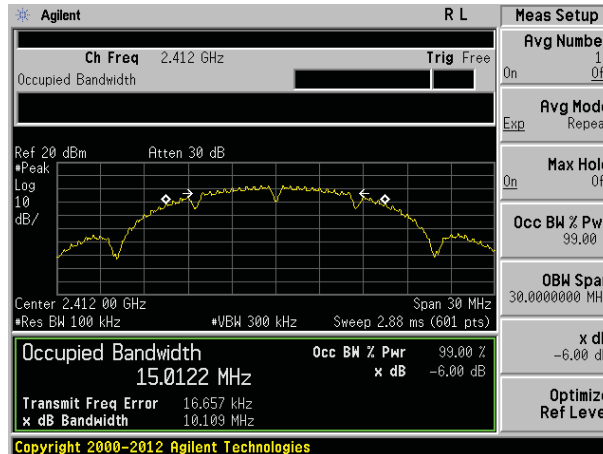 Agilent R L Meas Setup
Ch Freq 2.412 GHz Trig Free
Occupied Bandwidth
Ref 20 dBm Atten 30 dB
#Peak
Log
10
dB/
Center 2.412 00 GHz Span 30 MHz
#Res BW 100 kHz #VBW 300 kHz Sweep 2.88 ms (601 pts)
Occupied Bandwidth Occ BW % Pwr 99.00 %
15.0122 MHz x dB -6.00 dB
Transmit Freq Error 16.657 kHz
x dB Bandwidth 10.109 MHz
Copyright 2000-2012 Agilent Technologies
Avg Numbe
1
On Of
Avg Mod
Exp Repea
Max Hol
On Of
Occ BW % Pw
99.00
OBW Spa
30.0000000 MH
x d
-6.00 d
Optimiz
Ref Leve